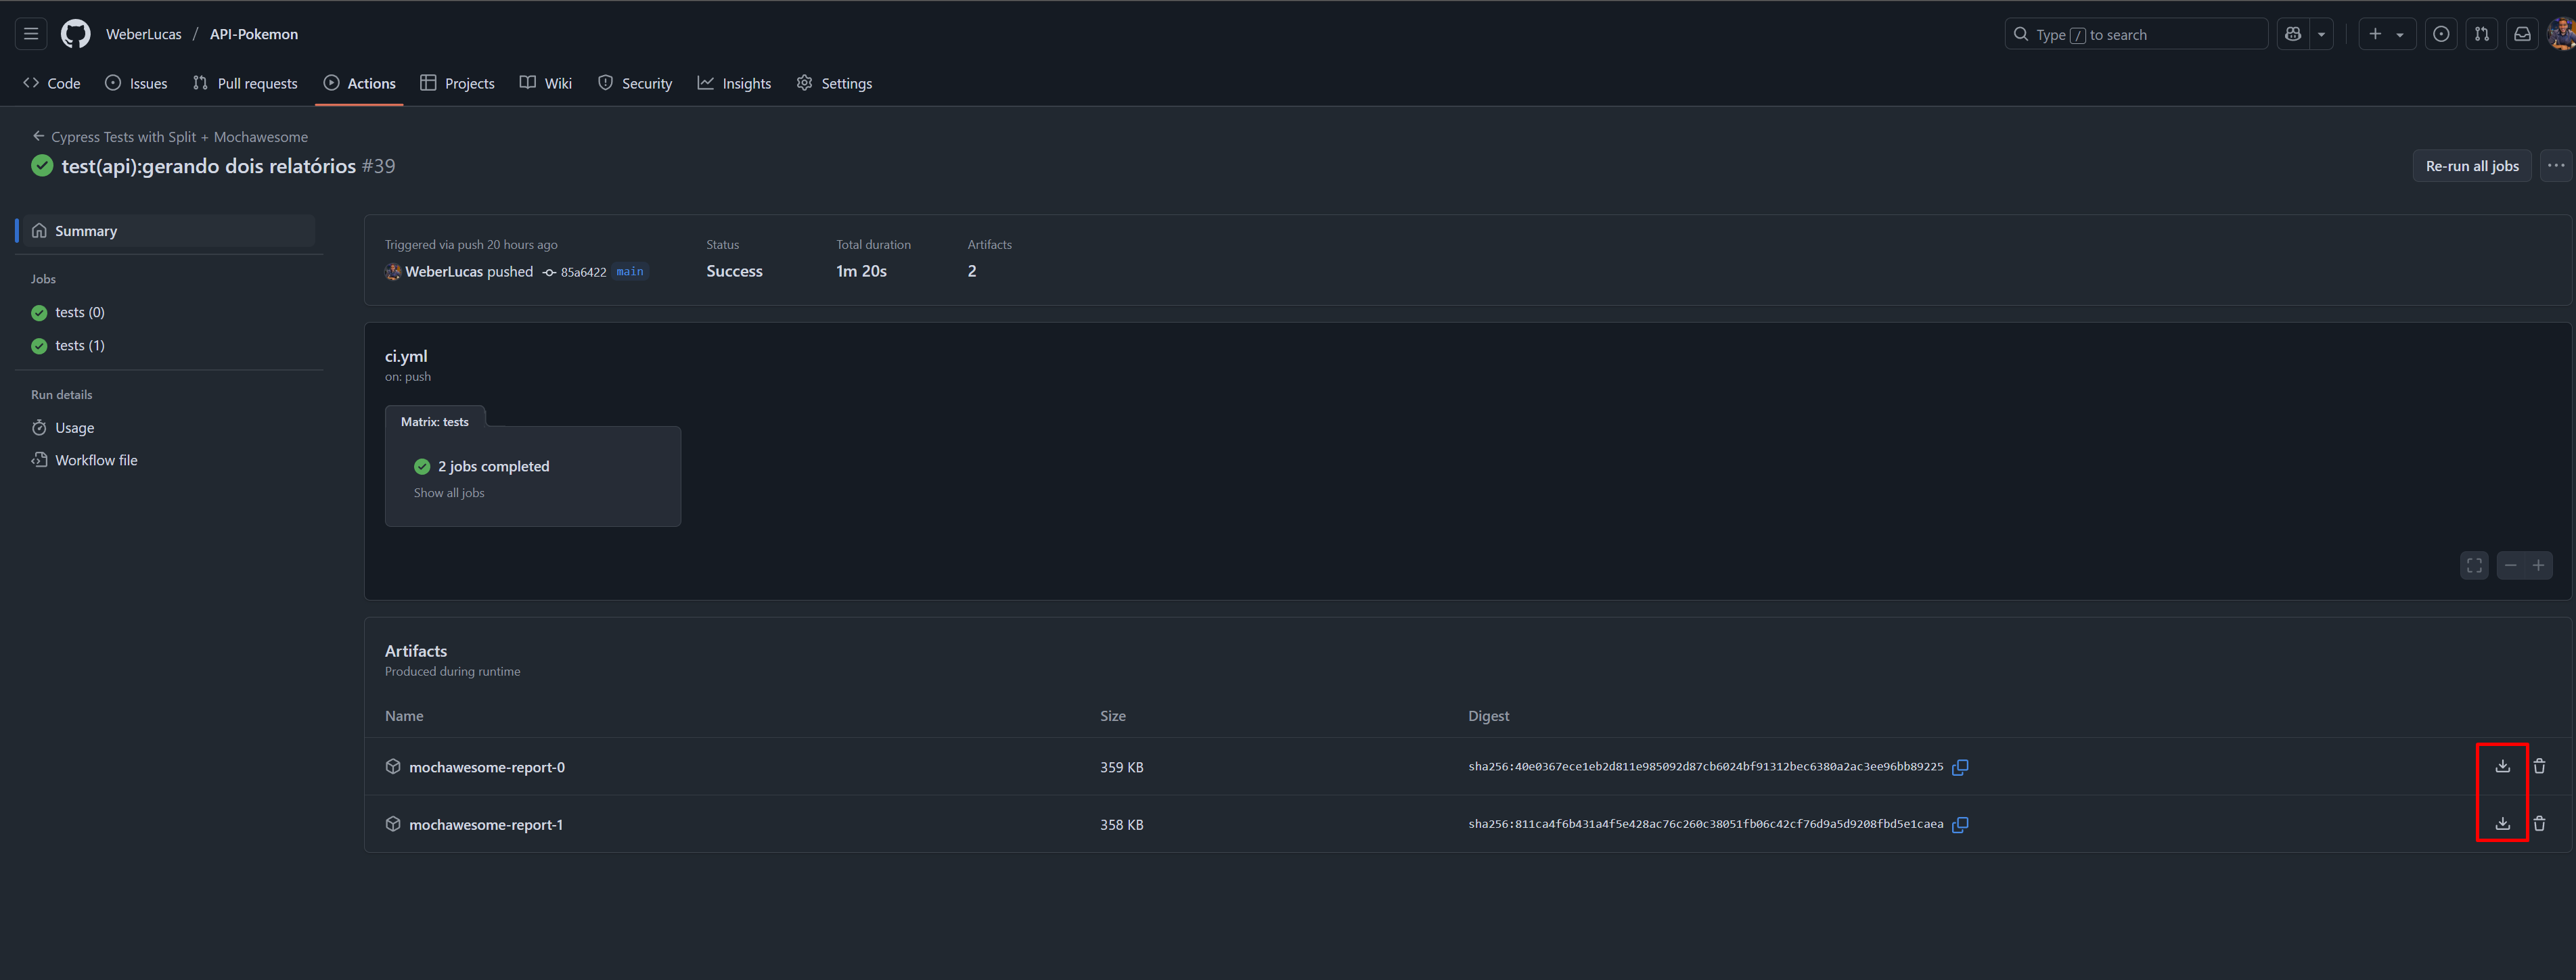 WeberLucas / API-Pokemon
Type / to search
Code Issues Pull requests Actions Projects Wiki Security Insights Settings
Cypress Tests with Split + Mochawesome
test(api):gerando dois relatórios #39
Re-run all jobs
Summary
Jobs
tests (0)
tests (1)
Run details
Usage
Workflow file
Triggered via push 20 hours ago
WeberLucas pushed 85a6422 main
Status
Success
Total duration
1m 20s
Artifacts
2
ci.yml
on: push
Matrix: tests
2 jobs completed
Show all jobs
Artifacts
Produced during runtime
Name Size Digest
mochawesome-report-0 359 KB sha256:40e0367ece1eb2d811e985092d87cb6024bf91312bec6380a2ac3ee96bb89225
mochawesome-report-1 358 KB sha256:811ca4f6b431a4f5e428ac76c260c38051fb06c42cf76d9a5d9208fbd5e1caea